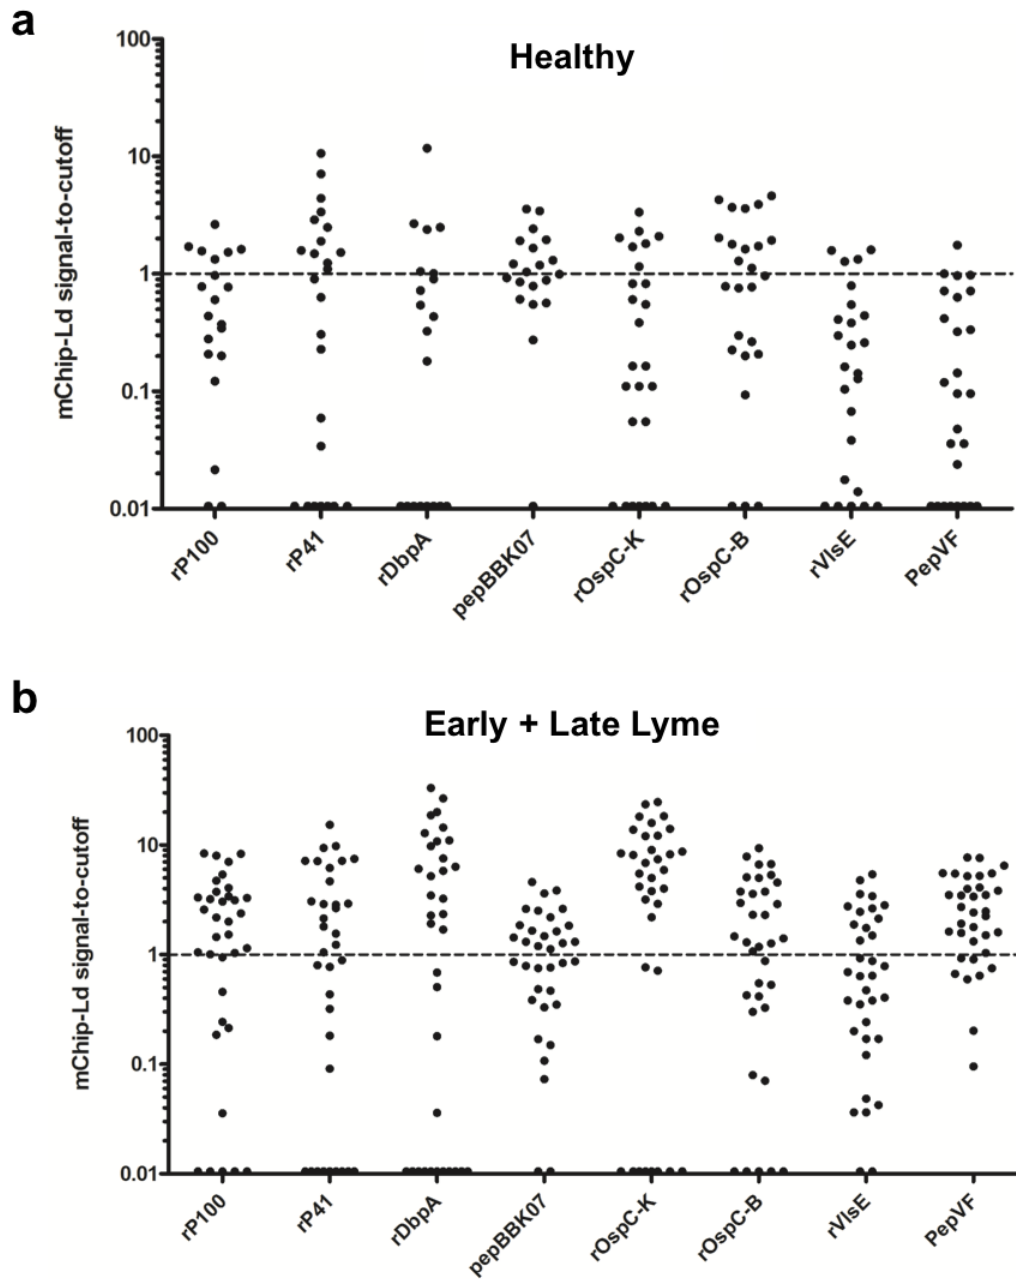 a
Healthy
mChip-Ld signal-to-cutoff
100
10
1
0.1
0.01
rP100
rP41
rDbpA
pepBBK07
rOspC-K
rOspC-B
rVlsE
PepVF
b
Early + Late Lyme
mChip-Ld signal-to-cutoff
100
10
1
0.1
0.01
rP100
rP41
rDbpA
pepBBK07
rOspC-K
rOspC-B
rVlsE
PepVF